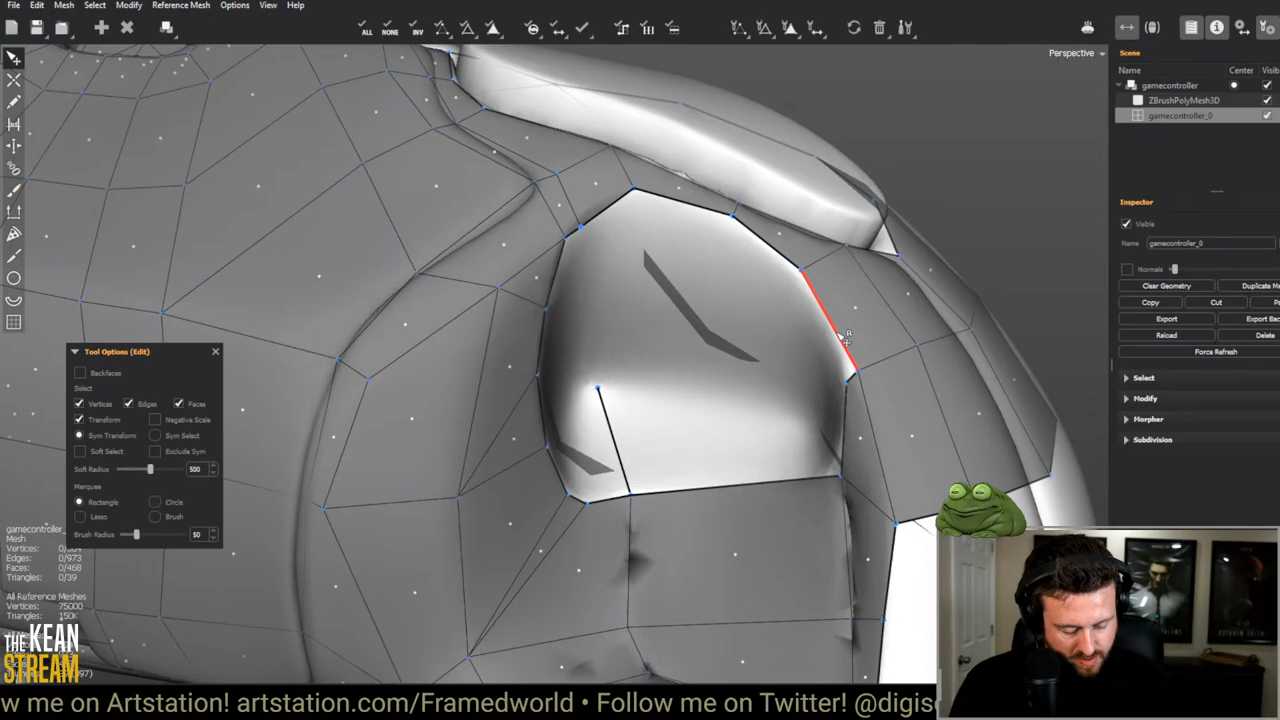 File Edit Mesh Select Modify Reference Mesh Options View Help
ALL NONE INV
Perspective
Scene
Name Center Visib
gamecontroller
ZBrushPolyMesh3D
gamecontroller_0
Inspector
Visible
Name gamecontroller_0
Normals
Clear Geometry Duplicate Me
Copy Cut Pa
Export Export Bac
Reload Delete
Force Refresh
Select
Modify
Morpher
Subdivision
R
Tool Options (Edit)
Backfaces
Select
Vertices Edges Faces
Transform Negative Scale
Sym Transform Sym Select
Soft Select Exclude Sym
Soft Radius 500
Marquee
Rectangle Circle
Lasso Brush
Brush Radius 50
gamecontroller_
Mesh
Edges: 0/973
Faces: 0/468
Triangles: 0/39
All Reference Meshes
Vertices: 75000
Triangles: 150K
THE KEAN
STREAM
w me on Artstation! artstation.com/Framedworld • Follow me on Twitter! @digis